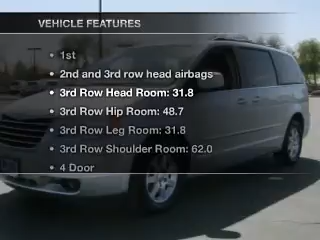 VEHICLE FEATURES
• 1st
• 2nd and 3rd row head airbags
• 3rd Row Head Room: 31.8
• 3rd Row Hip Room: 48.7
• 3rd Row Leg Room: 31.8
• 3rd Row Shoulder Room: 62.0
• 4 Door